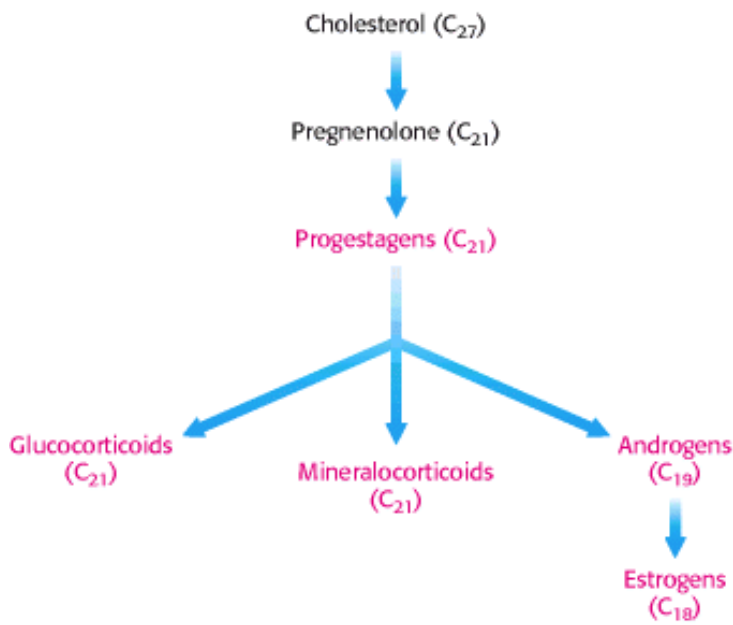 Cholesterol (C₂₇)
Pregnenolone (C₂₁)
Progestagens (C₂₁)
Glucocorticoids
(C₂₁)
Mineralocorticoids
(C₂₁)
Androgens
(C₁₉)
Estrogens
(C₁₈)